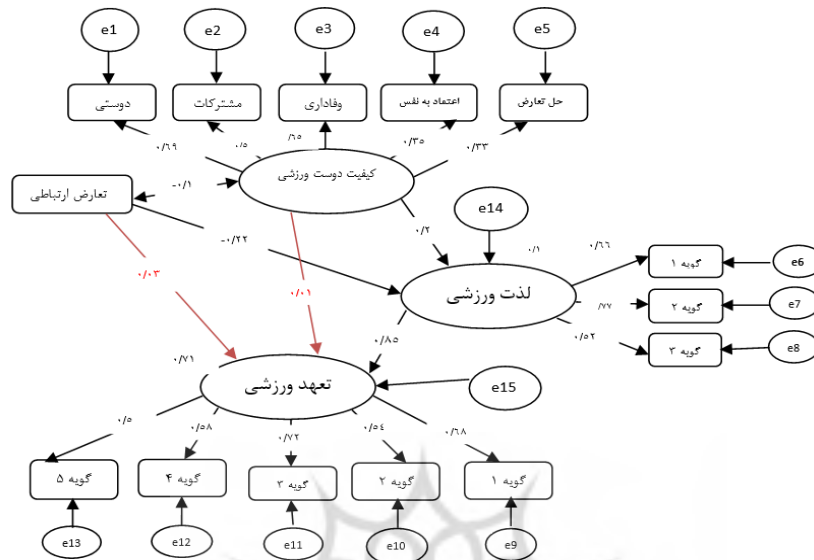 e1
e2
e3
e4
e5
دوستی
مشترکات
وفاداری
اعتماد به نفس
حل تعارض
۰/۶۹
۰/۵
/۶۵
۰/۳۵
۰/۳۳
کیفیت دوست ورزشی
تعارض ارتباطی
-۰/۱
e14
۰/۲
-۰/۲۲
۰/۱
۰/۶۶
گویه ۱
e6
۰/۰۳
۰/۰۱
لذت ورزشی
/۷۷
گویه ۲
e7
۰/۵۲
گویه ۳
e8
۰/۸۵
۰/۷۱
تعهد ورزشی
e15
۰/۵
۰/۵۸
۰/۷۲
۰/۵٤
۰/۶۸
گویه ۵
گویه ۴
گویه ۳
گویه ۲
گویه ۱
e13
e12
e11
e10
e9